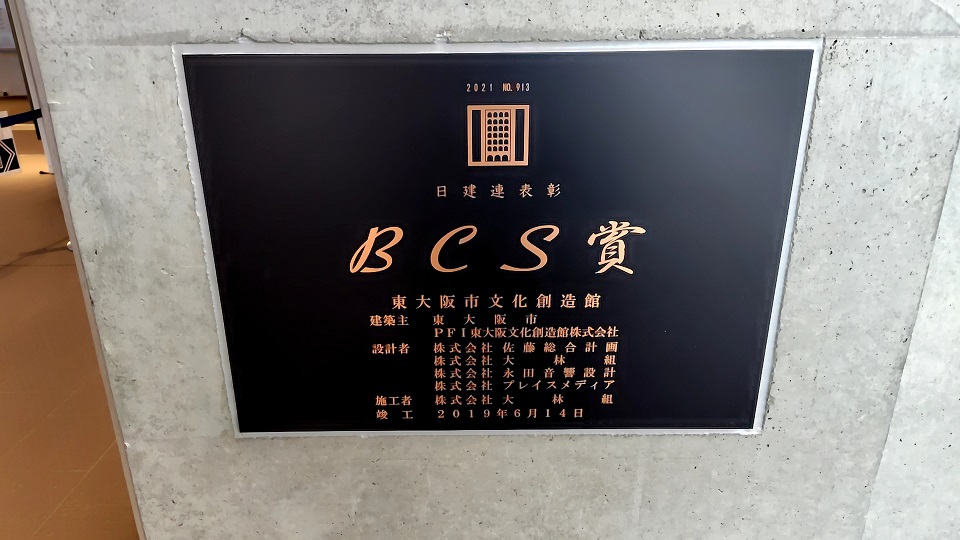 2021 NO.913
日建連表彰
BCS賞
東大阪市文化創造館
建築主 東大阪市
PFI東大阪文化創造館株式会社
設計者 株式会社 佐藤総合計画
株式会社 大林組
株式会社 永田音響設計
株式会社 プレイスメディア
施工者 株式会社 大林組
竣工 2019年6月14日